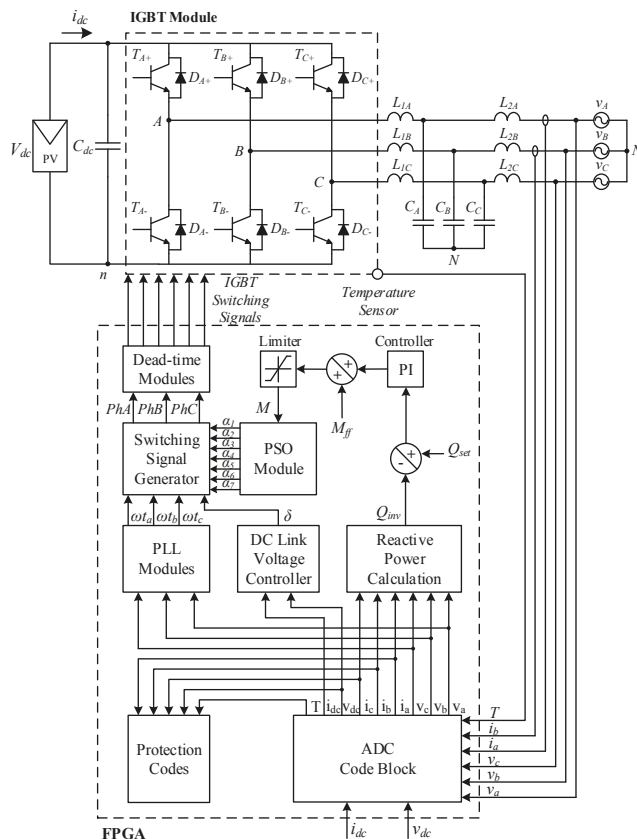 i_dc
IGBT Module
T_A+
D_A+
T_B+
D_B+
T_C+
D_C+
V_dc
PV
C_dc
A
B
C
L_1A
L_1B
L_1C
L_2A
L_2B
L_2C
v_A
v_B
v_C
N
C_A
C_B
C_C
N
T_A-
D_A-
T_B-
D_B-
T_C-
D_C-
n
IGBT
Switching
Signals
Temperature
Sensor
Dead-time
Modules
Limiter
Controller
PI
PhA
PhB
PhC
M
M_ff
Switching
Signal
Generator
α_1
α_2
α_3
α_4
α_5
α_6
α_7
PSO
Module
Q_set
Q_inv
ωt_a
ωt_b
ωt_c
δ
PLL
Modules
DC Link
Voltage
Controller
Reactive
Power
Calculation
T
i_dc
v_dc
i_c
i_b
i_a
v_c
v_b
v_a
Protection
Codes
ADC
Code Block
T
i_b
i_a
v_c
v_b
v_a
i_dc
v_dc
FPGA